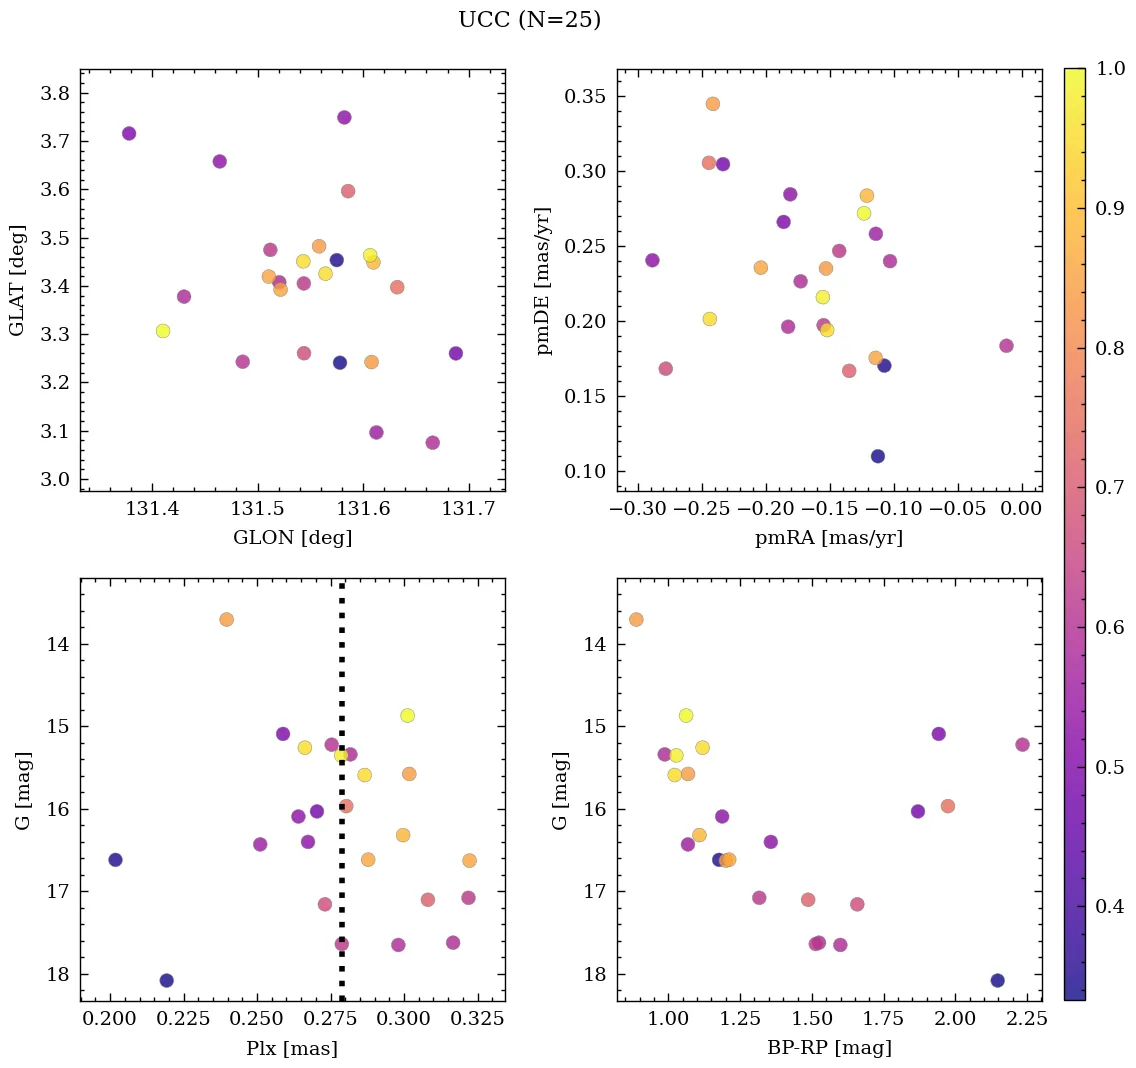 UCC (N=25)
3.8
3.7
3.6
3.5
3.4
3.3
3.2
3.1
3.0
GLAT [deg]
131.4 131.5 131.6 131.7
GLON [deg]
0.35
0.30
0.25
0.20
0.15
0.10
pmDE [mas/yr]
−0.30 −0.25 −0.20 −0.15 −0.10 −0.05 0.00
pmRA [mas/yr]
14
15
16
17
18
G [mag]
0.200 0.225 0.250 0.275 0.300 0.325
Plx [mas]
14
15
16
17
18
G [mag]
1.00 1.25 1.50 1.75 2.00 2.25
BP-RP [mag]
1.0
0.9
0.8
0.7
0.6
0.5
0.4